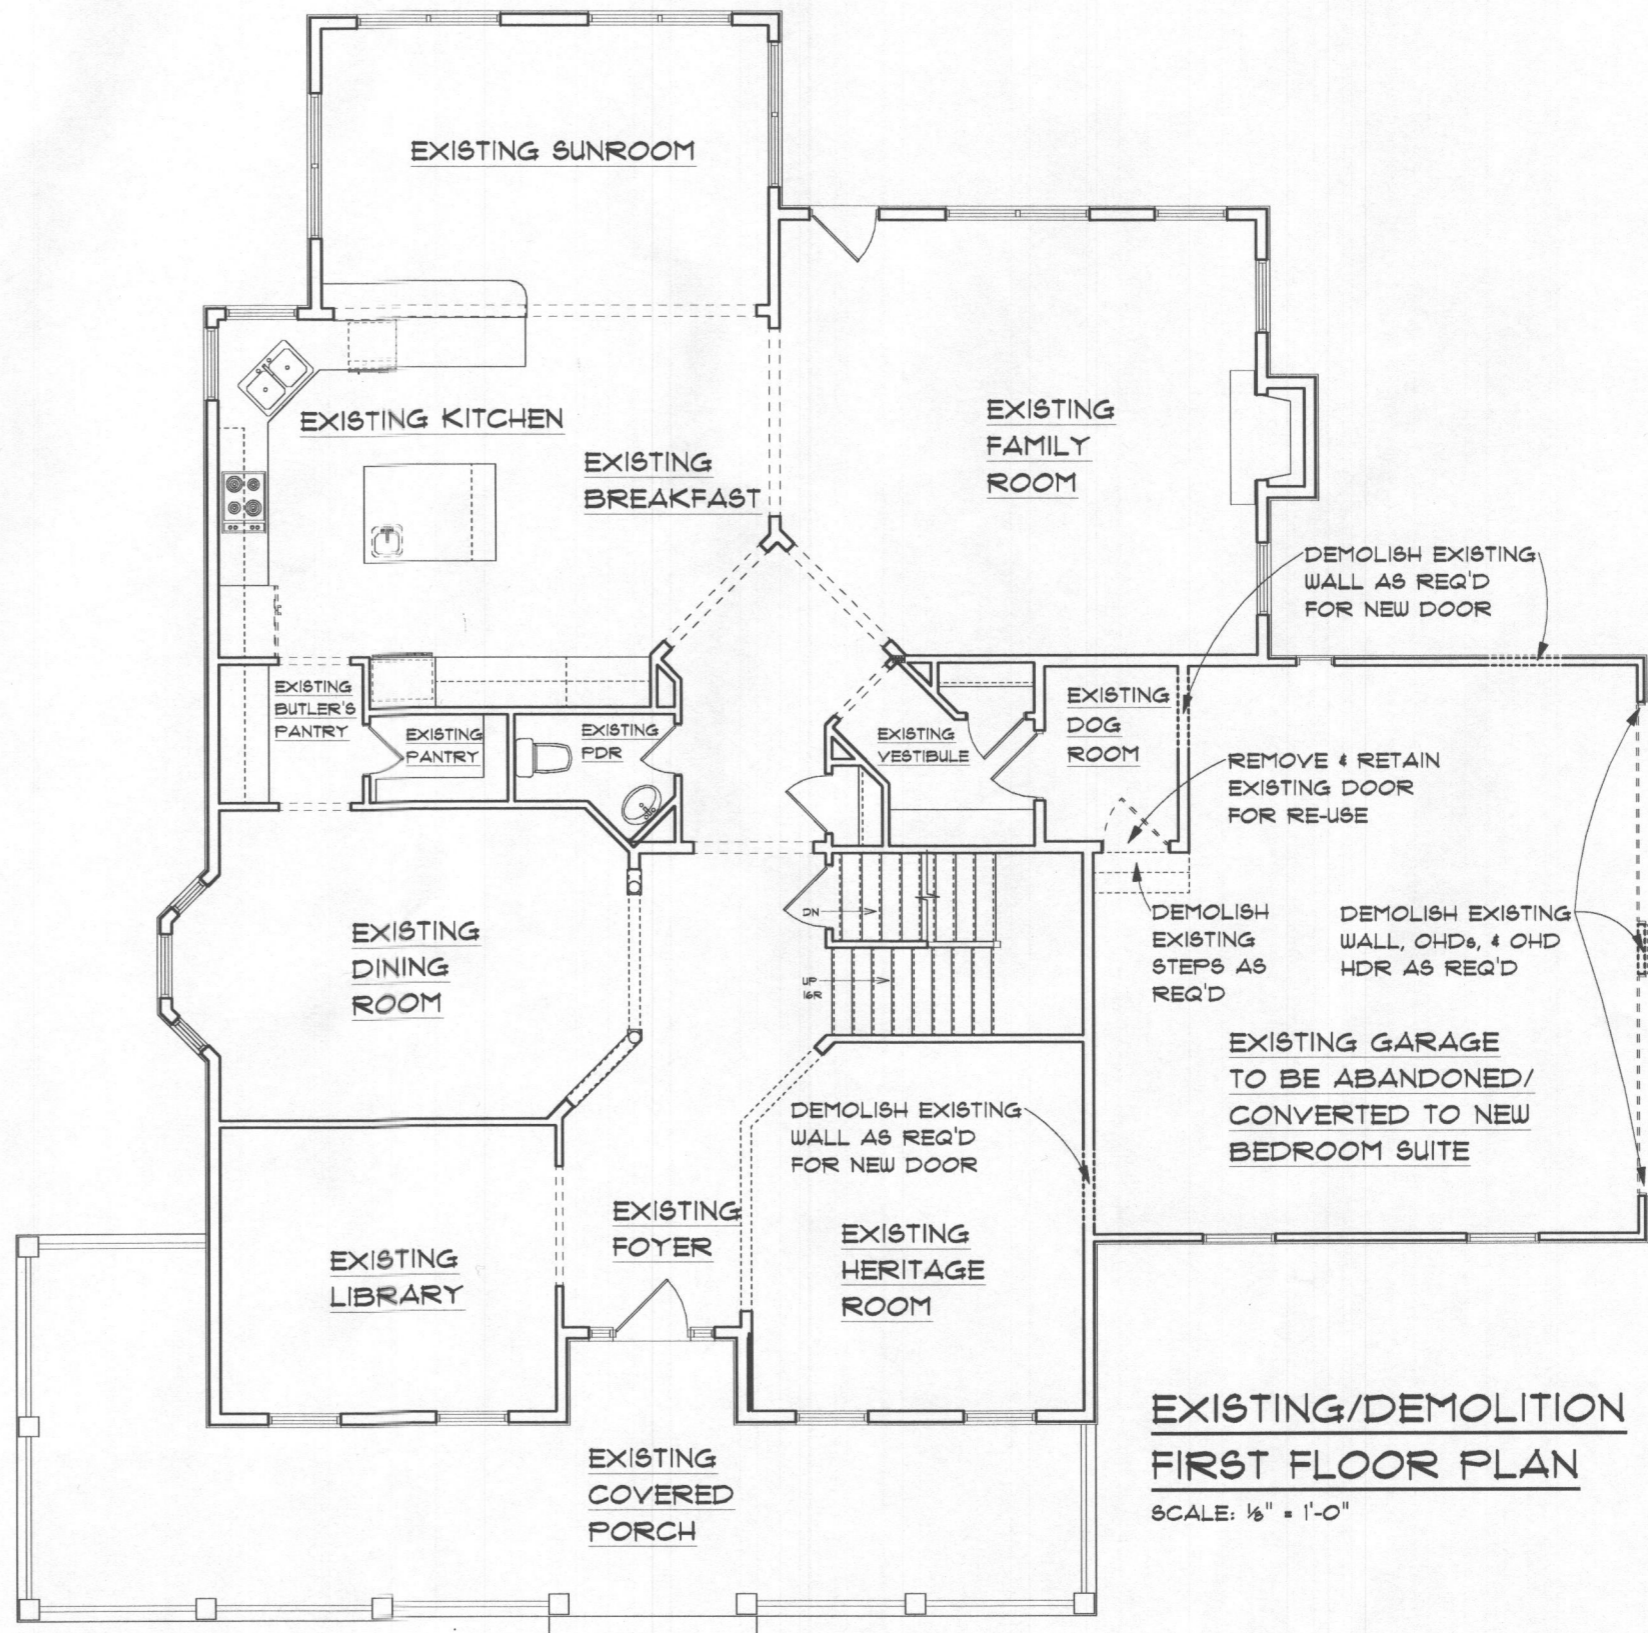 EXISTING SUNROOM
EXISTING KITCHEN
EXISTING
BREAKFAST
EXISTING
FAMILY
ROOM
DEMOLISH EXISTING
WALL AS REQ'D
FOR NEW DOOR
EXISTING
BUTLER'S
PANTRY
EXISTING
PANTRY
EXISTING
PDR
EXISTING
VESTIBULE
EXISTING
DOG
ROOM
REMOVE & RETAIN
EXISTING DOOR
FOR RE-USE
EXISTING
DINING
ROOM
DN
UP
16R
DEMOLISH
EXISTING
STEPS AS
REQ'D
DEMOLISH EXISTING
WALL, OHDs, & OHD
HDR AS REQ'D
EXISTING GARAGE
TO BE ABANDONED/
CONVERTED TO NEW
BEDROOM SUITE
DEMOLISH EXISTING
WALL AS REQ'D
FOR NEW DOOR
EXISTING
FOYER
EXISTING
LIBRARY
EXISTING
HERITAGE
ROOM
EXISTING
COVERED
PORCH
EXISTING/DEMOLITION
FIRST FLOOR PLAN
SCALE: ⅛" = 1'-0"